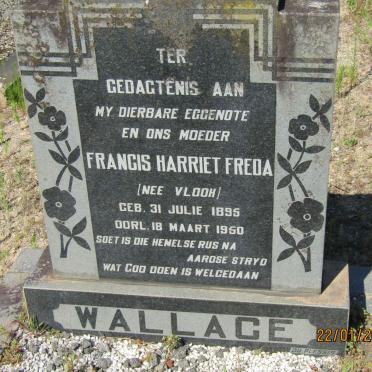 TER
GEDAGTENIS AAN
MY DIERBARE EGGENOTE
EN ONS MOEDER
FRANCIS HARRIET FREDA
(NEE VLOOH)
GEB. 31 JULIE 1895
OORL. 18 MAART 1950
SOET IS DIE HEMELSE RUS NA
AARDSE STRYD
WAT GOD DOEN IS WELGEDAAN
WALLACE
22/01/2